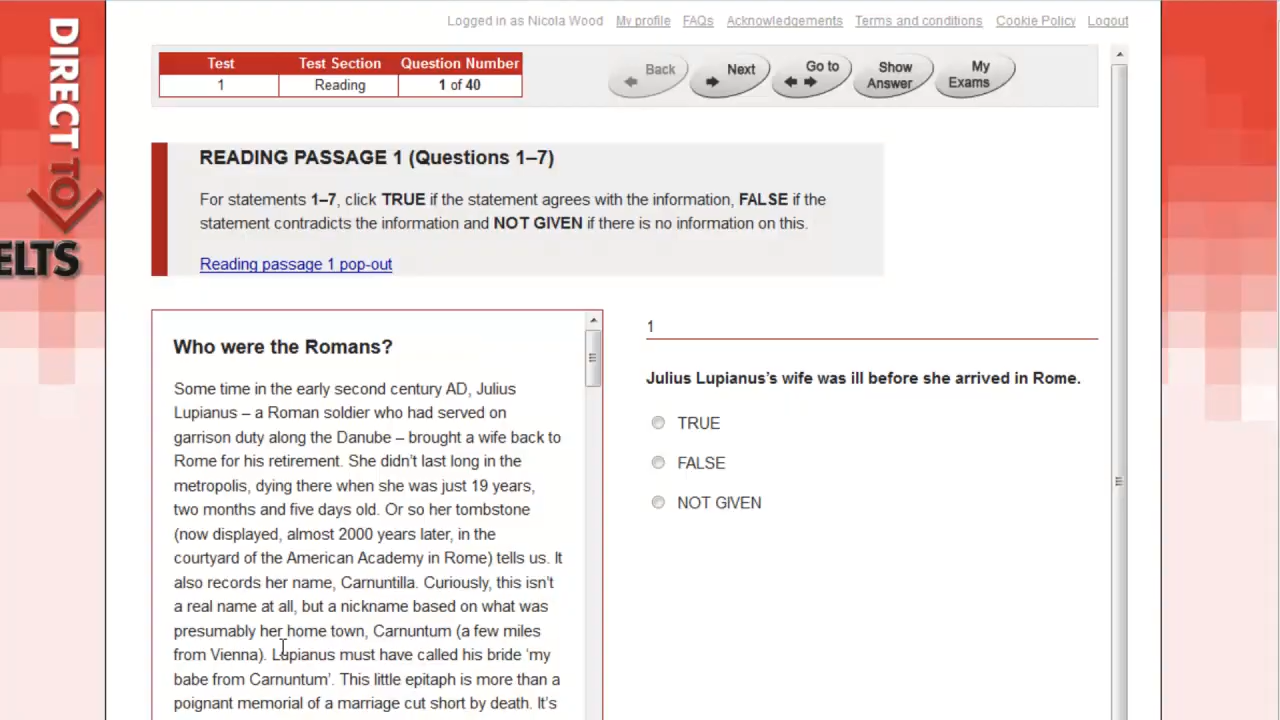 Logged in as Nicola Wood My profile FAQs Acknowledgements Terms and conditions Cookie Policy Logout
DIRECT TO
IELTS
Test Test Section Question Number
1 Reading 1 of 40
Back
Next
Go to
Show Answer
My Exams
READING PASSAGE 1 (Questions 1–7)
For statements 1–7, click TRUE if the statement agrees with the information, FALSE if the
statement contradicts the information and NOT GIVEN if there is no information on this.
Reading passage 1 pop-out
Who were the Romans?
Some time in the early second century AD, Julius
Lupianus – a Roman soldier who had served on
garrison duty along the Danube – brought a wife back to
Rome for his retirement. She didn't last long in the
metropolis, dying there when she was just 19 years,
two months and five days old. Or so her tombstone
(now displayed, almost 2000 years later, in the
courtyard of the American Academy in Rome) tells us. It
also records her name, Carnuntilla. Curiously, this isn't
a real name at all, but a nickname based on what was
presumably her home town, Carnuntum (a few miles
from Vienna). Lupianus must have called his bride 'my
babe from Carnuntum'. This little epitaph is more than a
poignant memorial of a marriage cut short by death. It's
1
Julius Lupianus's wife was ill before she arrived in Rome.
TRUE
FALSE
NOT GIVEN